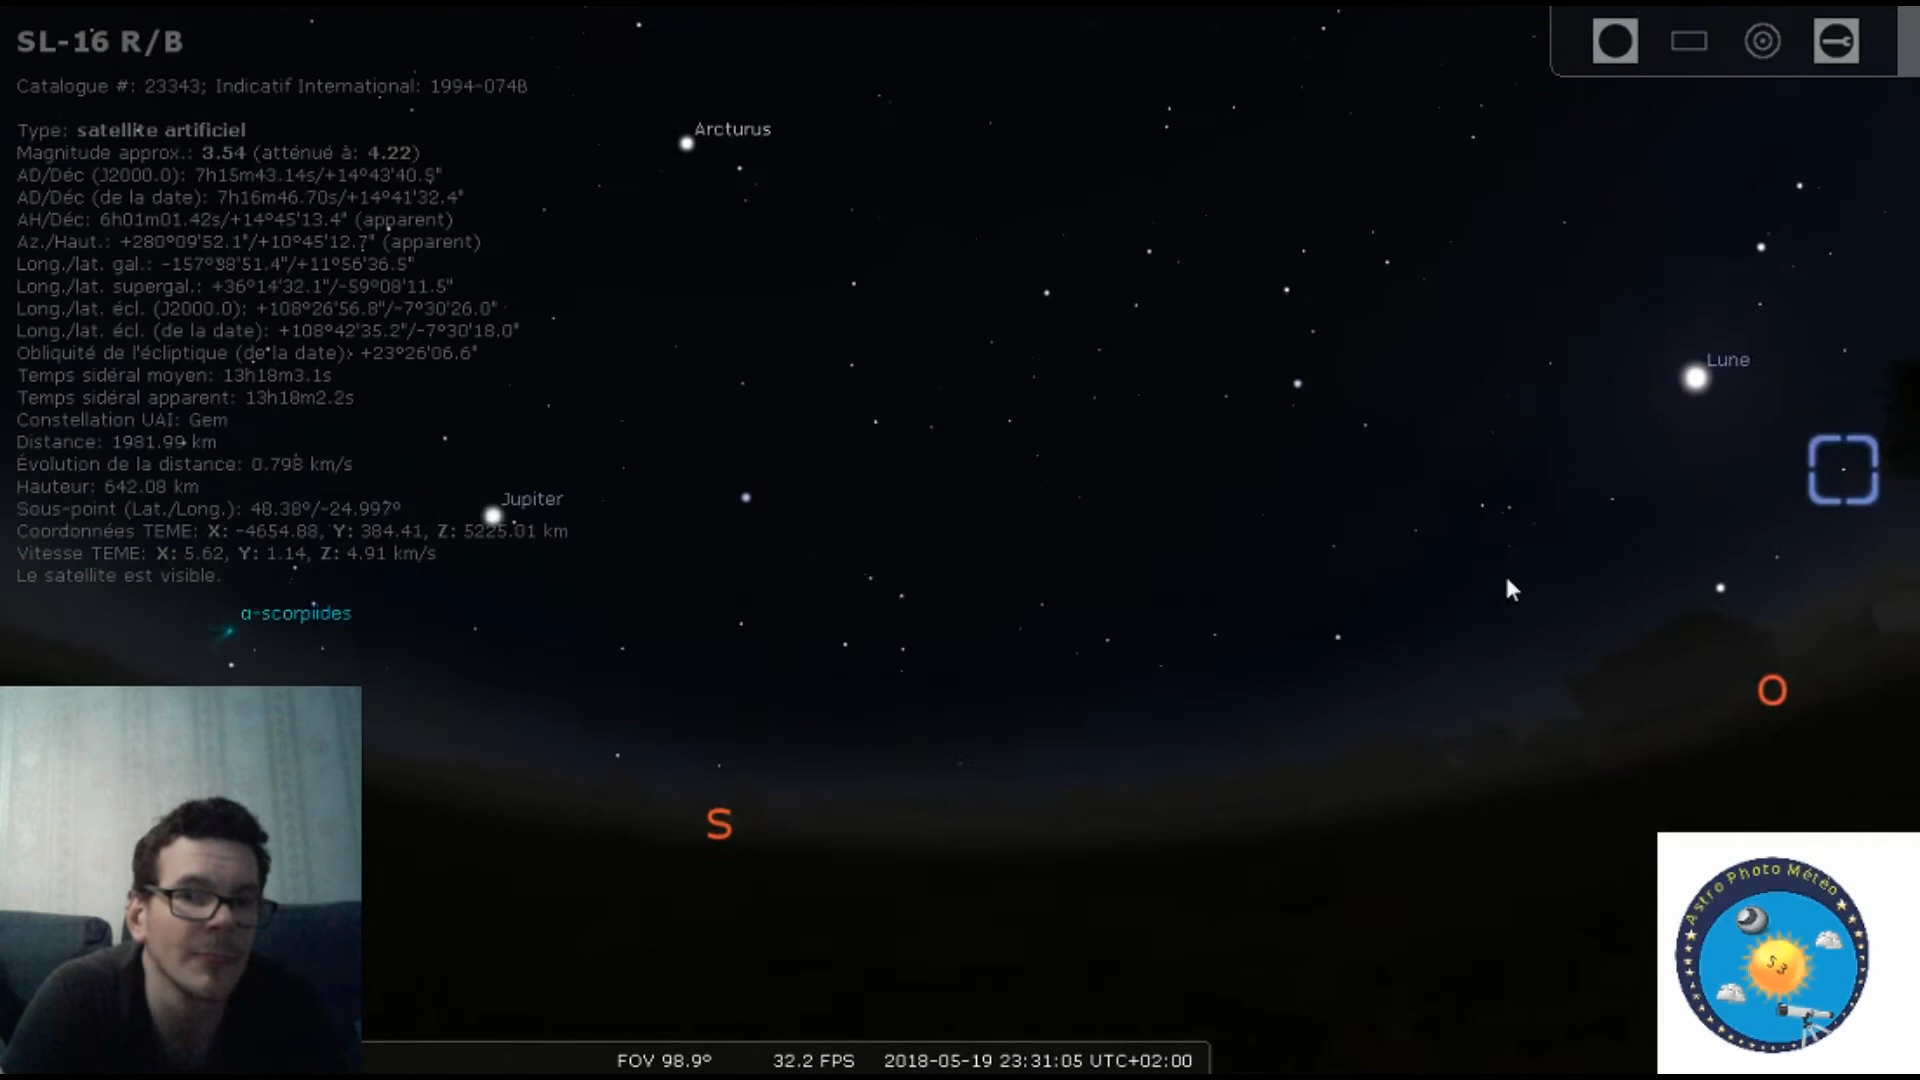 SL-16 R/B
Catalogue #: 23343; Indicatif International: 1994-074B
Type: satellite artificiel
Magnitude approx.: 3.54 (atténué à: 4.22)
AD/Déc (J2000.0): 7h15m43.14s/+14°43'40.5"
AD/Déc (de la date): 7h16m46.70s/+14°41'32.4"
AH/Déc: 6h01m01.42s/+14°45'13.4" (apparent)
Az./Haut.: +280°09'52.1"/+10°45'12.7" (apparent)
Long./lat. gal.: -157°38'51.4"/+11°56'36.5"
Long./lat. supergal.: +36°14'32.1"/-59°08'11.5"
Long./lat. écl. (J2000.0): +108°26'56.8"/-7°30'26.0"
Long./lat. écl. (de la date): +108°42'35.2"/-7°30'18.0"
Obliquité de l'écliptique (de la date): +23°26'06.6"
Temps sidéral moyen: 13h18m3.1s
Temps sidéral apparent: 13h18m2.2s
Constellation UAI: Gem
Distance: 1981.99 km
Évolution de la distance: 0.798 km/s
Hauteur: 642.08 km
Sous-point (Lat./Long.): 48.38°/-24.997°
Coordonnées TEME: X: -4654.88, Y: 384.41, Z: 5225.01 km
Vitesse TEME: X: 5.62, Y: 1.14, Z: 4.91 km/s
Le satellite est visible.
Arcturus
Lune
Jupiter
α-scorpiides
O
S
Astro Photo Météo
53
FOV 98.9° 32.2 FPS 2018-05-19 23:31:05 UTC+02:00